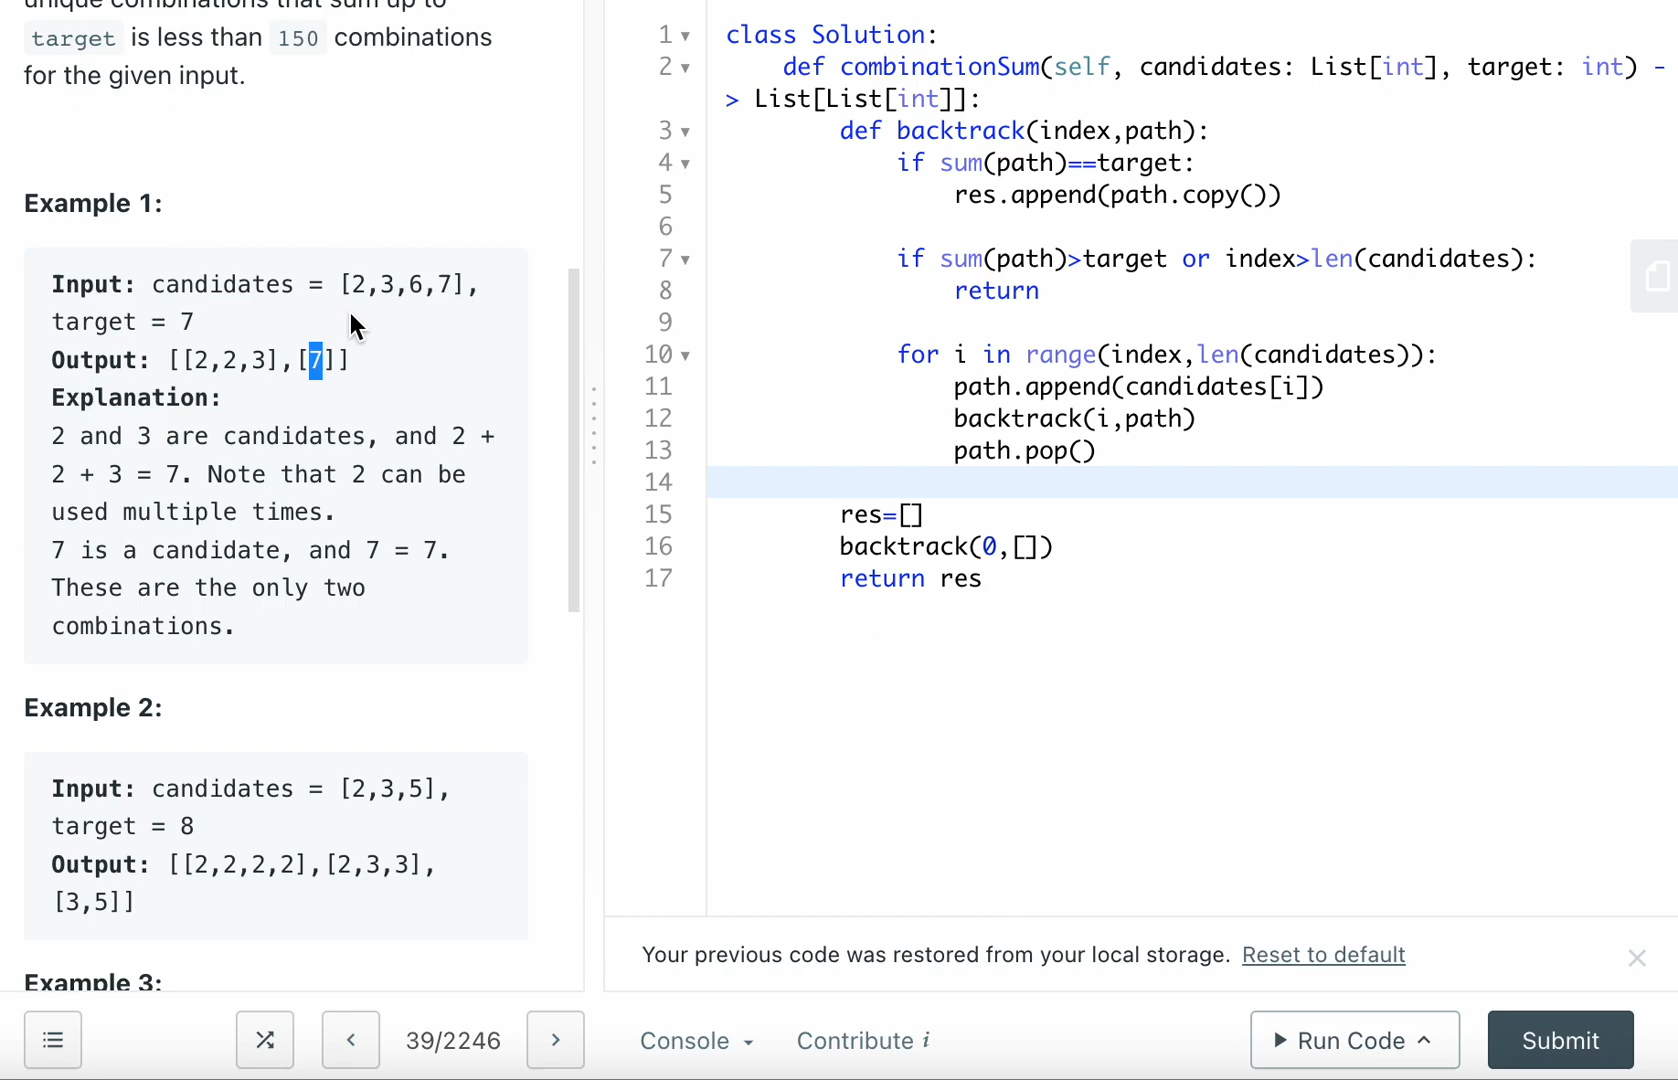 unique combinations that sum up to
target is less than 150 combinations
for the given input.
Example 1:
Input: candidates = [2,3,6,7],
target = 7
Output: [[2,2,3],[7]]
Explanation:
2 and 3 are candidates, and 2 +
2 + 3 = 7. Note that 2 can be
used multiple times.
7 is a candidate, and 7 = 7.
These are the only two
combinations.
Example 2:
Input: candidates = [2,3,5],
target = 8
Output: [[2,2,2,2],[2,3,3],
[3,5]]
Example 3:
39/2246
1 class Solution:
2 def combinationSum(self, candidates: List[int], target: int) -
> List[List[int]]:
3 def backtrack(index,path):
4 if sum(path)==target:
5 res.append(path.copy())
6
7 if sum(path)>target or index>len(candidates):
8 return
9
10 for i in range(index,len(candidates)):
11 path.append(candidates[i])
12 backtrack(i,path)
13 path.pop()
14
15 res=[]
16 backtrack(0,[])
17 return res
Your previous code was restored from your local storage. Reset to default
Console Contribute i Run Code Submit